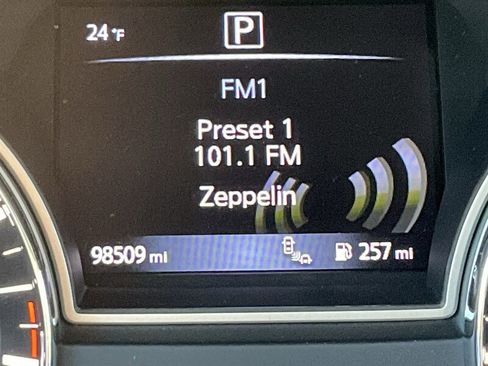 24 °F P
FM1
Preset 1
101.1 FM
Zeppelin
98509 mi 257 mi